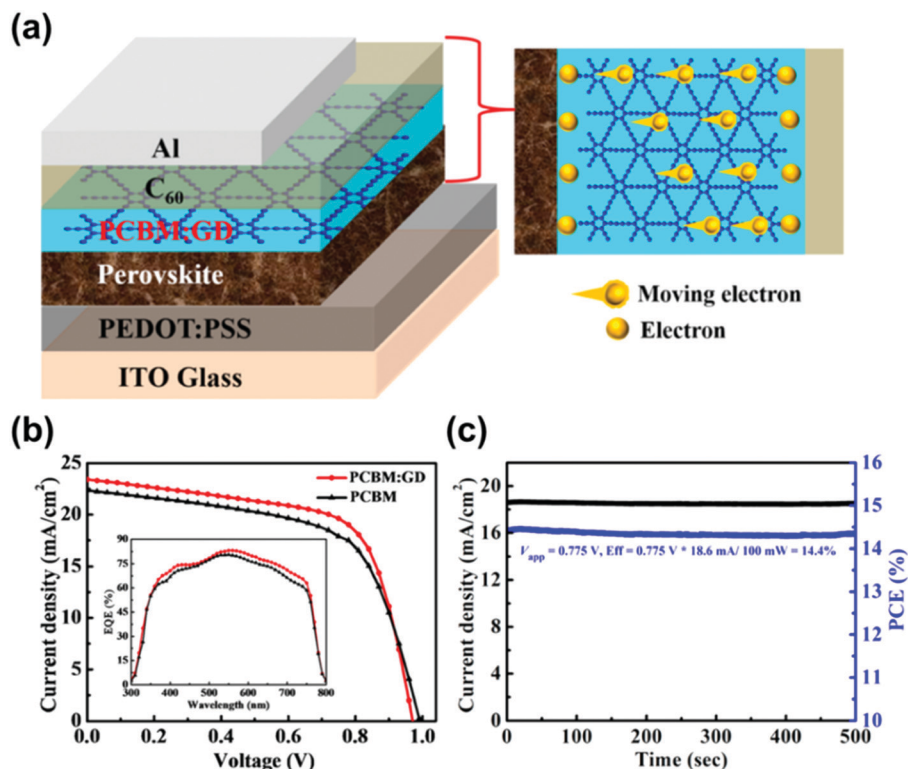 (a)
Al
C60
PCBM:GD
Perovskite
PEDOT:PSS
ITO Glass
Moving electron
Electron
(b)
25
20
15
10
5
0
Current density (mA/cm²)
0.0 0.2 0.4 0.6 0.8 1.0
Voltage (V)
PCBM:GD
PCBM
90
75
60
45
30
15
0
EQE (%)
300 400 500 600 700 800
Wavelength (nm)
(c)
20
16
12
8
4
0
Current density (mA/cm²)
0 100 200 300 400 500
Time (sec)
16
15
14
13
12
11
10
PCE (%)
Vapp = 0.775 V, Eff = 0.775 V * 18.6 mA/ 100 mW = 14.4%